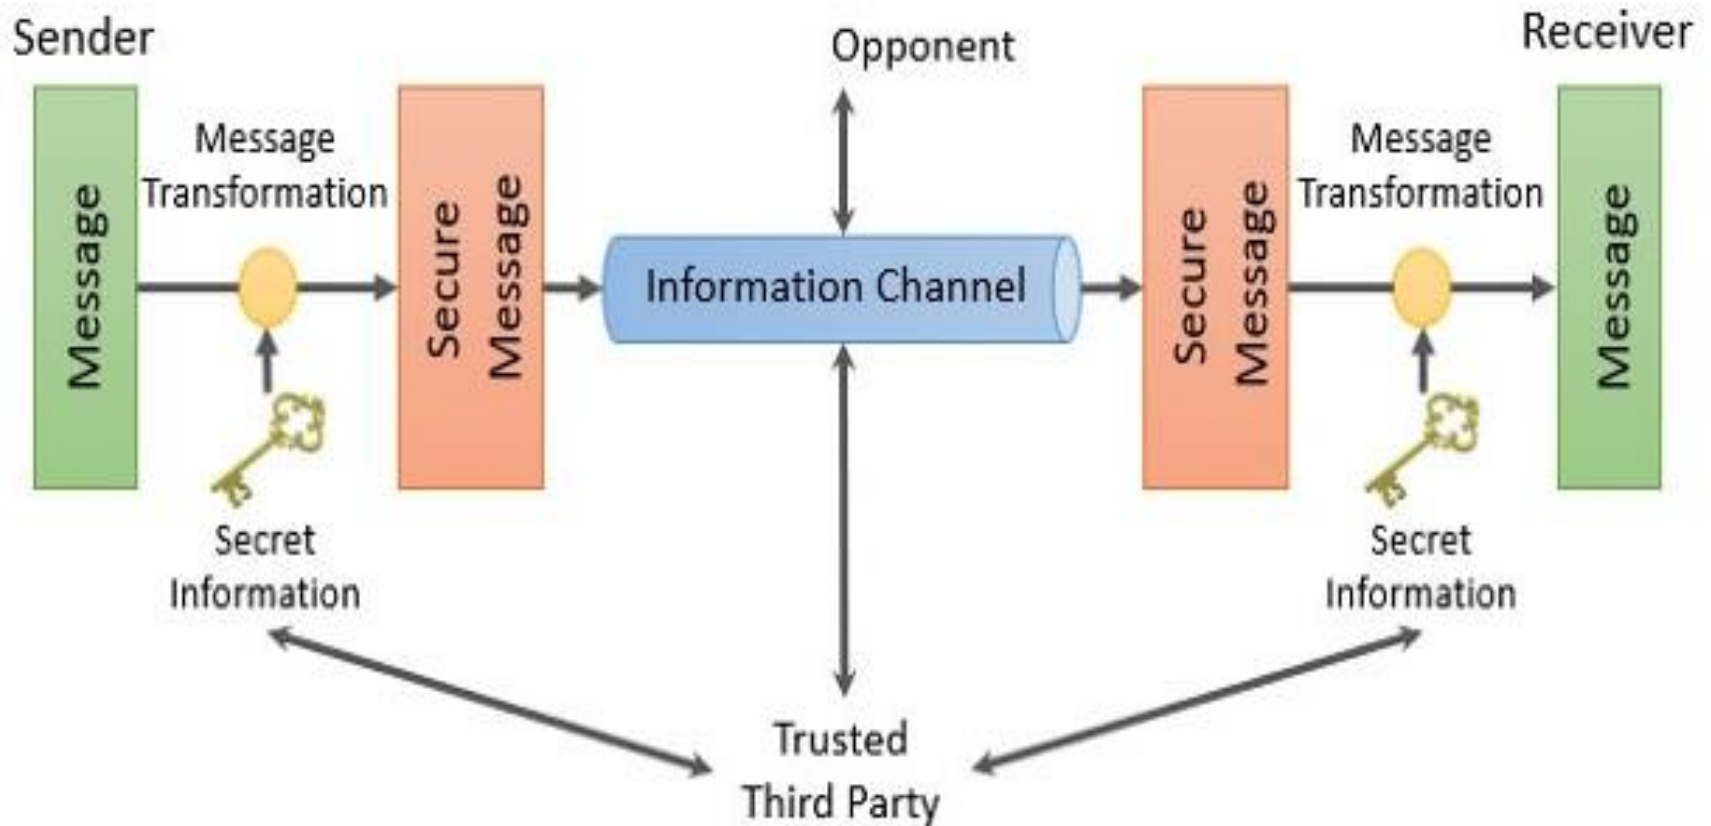 Sender
Opponent
Receiver
Message
Message
Transformation
Secure
Message
Information Channel
Secure
Message
Message
Transformation
Message
Secret
Information
Secret
Information
Trusted
Third Party